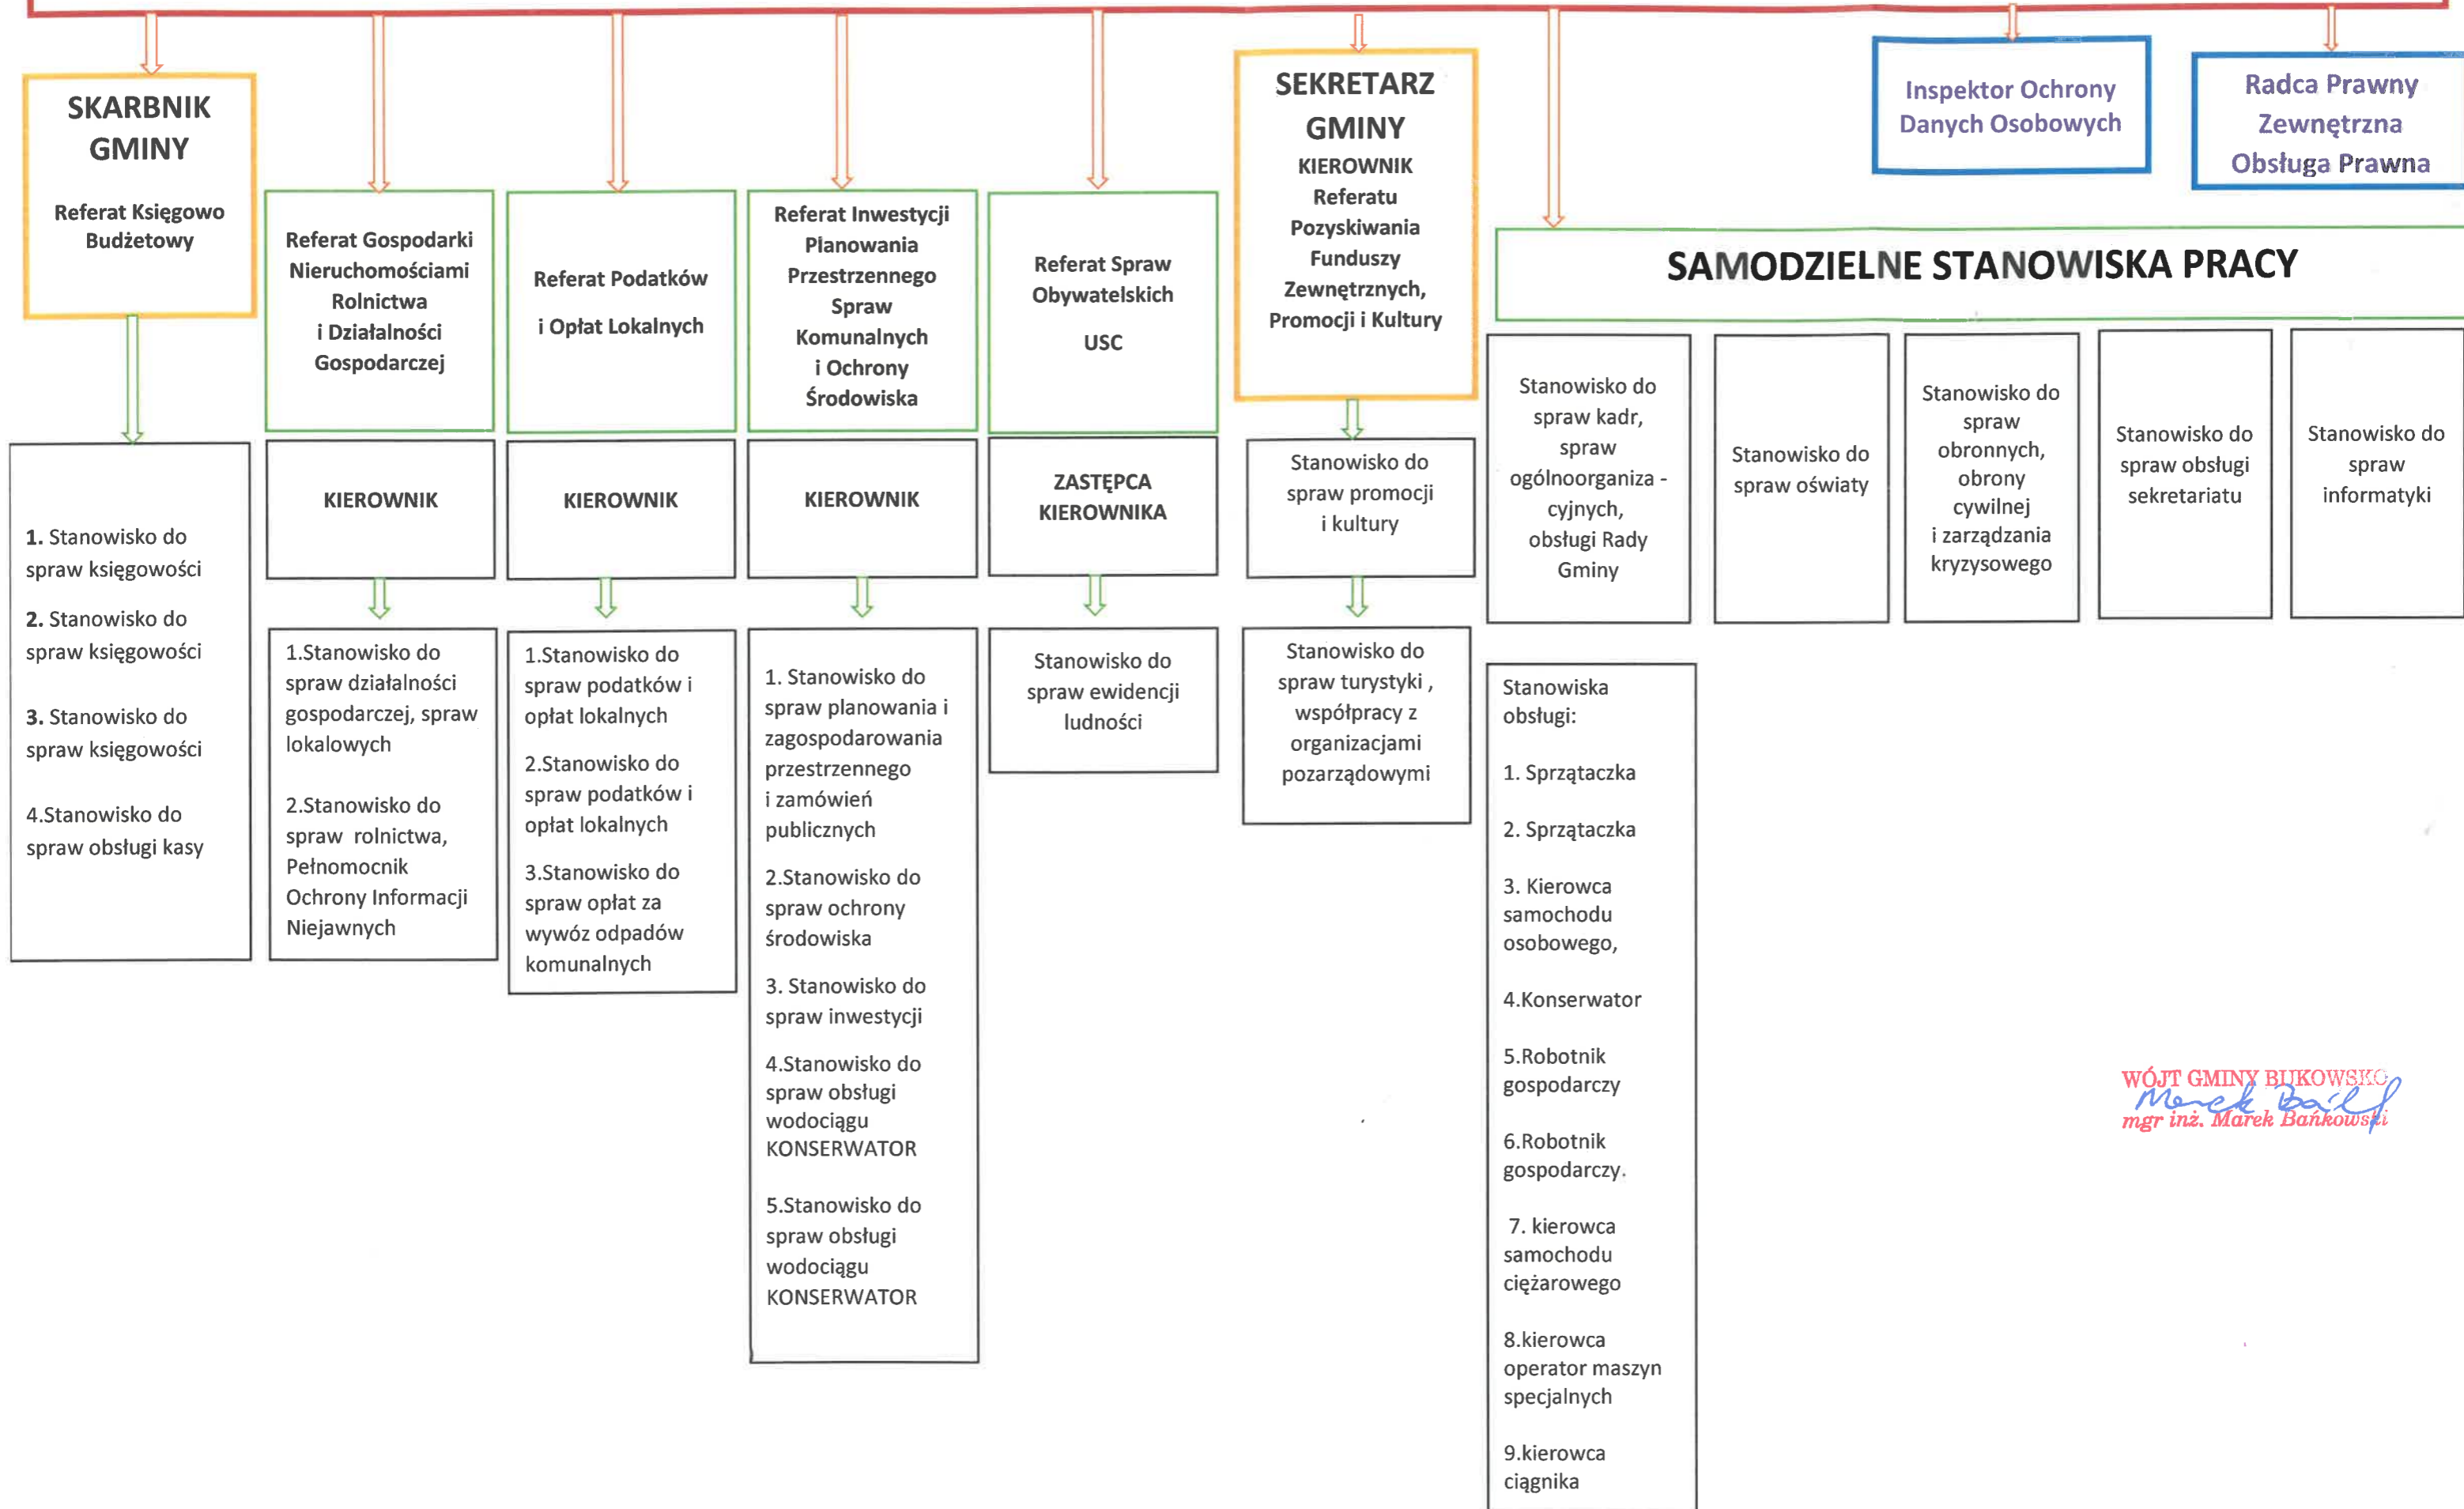 SKARBNIK
GMINY
Referat Księgowo
Budżetowy
Referat Gospodarki
Nieruchomościami
Rolnictwa
i Działalności
Gospodarczej
Referat Podatków
i Opłat Lokalnych
Referat Inwestycji
Planowania
Przestrzennego
Spraw
Komunalnych
i Ochrony
Środowiska
Referat Spraw
Obywatelskich
USC
SEKRETARZ
GMINY
KIEROWNIK
Referatu
Pozyskiwania
Funduszy
Zewnętrznych,
Promocji i Kultury
Inspektor Ochrony
Danych Osobowych
Radca Prawny
Zewnętrzna
Obsługa Prawna
SAMODZIELNE STANOWISKA PRACY
1. Stanowisko do
spraw księgowości
2. Stanowisko do
spraw księgowości
3. Stanowisko do
spraw księgowości
4.Stanowisko do
spraw obsługi kasy
KIEROWNIK
1.Stanowisko do
spraw działalności
gospodarczej, spraw
lokalowych
2.Stanowisko do
spraw rolnictwa,
Pełnomocnik
Ochrony Informacji
Niejawnych
KIEROWNIK
1.Stanowisko do
spraw podatków i
opłat lokalnych
2.Stanowisko do
spraw podatków i
opłat lokalnych
3.Stanowisko do
spraw opłat za
wywóz odpadów
komunalnych
KIEROWNIK
1. Stanowisko do
spraw planowania i
zagospodarowania
przestrzennego
i zamówień
publicznych
2.Stanowisko do
spraw ochrony
środowiska
3. Stanowisko do
spraw inwestycji
4.Stanowisko do
spraw obsługi
wodociągu
KONSERWATOR
5.Stanowisko do
spraw obsługi
wodociągu
KONSERWATOR
ZASTĘPCA
KIEROWNIKA
Stanowisko do
spraw ewidencji
ludności
Stanowisko do
spraw promocji
i kultury
Stanowisko do
spraw turystyki ,
współpracy z
organizacjami
pozarządowymi
Stanowisko do
spraw kadr,
spraw
ogólnoorganiza -
cyjnych,
obsługi Rady
Gminy
Stanowisko do
spraw oświaty
Stanowisko do
spraw
obronnych,
obrony
cywilnej
i zarządzania
kryzysowego
Stanowisko do
spraw obsługi
sekretariatu
Stanowisko do
spraw
informatyki
Stanowiska
obsługi:
1. Sprzątaczka
2. Sprzątaczka
3. Kierowca
samochodu
osobowego,
4.Konserwator
5.Robotnik
gospodarczy
6.Robotnik
gospodarczy.
7. kierowca
samochodu
ciężarowego
8.kierowca
operator maszyn
specjalnych
9.kierowca
ciągnika
WÓJT GMINY BUKOWSKO
mgr inż. Marek Bańkowski